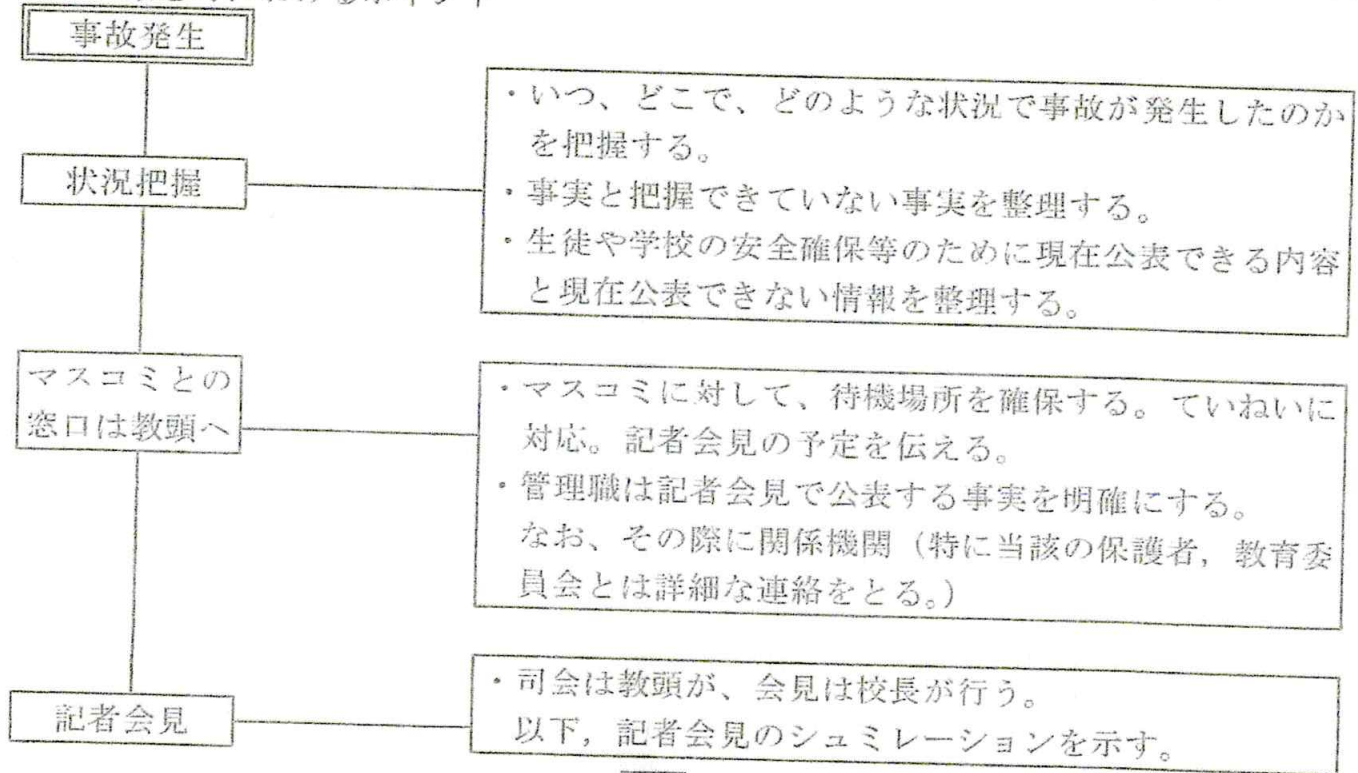 事故発生
・いつ、どこで、どのような状況で事故が発生したのか
を把握する。
状況把握
・事実と把握できていない事実を整理する。
・生徒や学校の安全確保等のために現在公表できる内容
と現在公表できない情報を整理する。
マスコミとの
窓口は教頭へ
・マスコミに対して、待機場所を確保する。ていねいに
対応。記者会見の予定を伝える。
・管理職は記者会見で公表する事実を明確にする。
なお、その際に関係機関（特に当該の保護者，教育委
員会とは詳細な連絡をとる。）
記者会見
・司会は教頭が、会見は校長が行う。
以下，記者会見のシュミレーションを示す。